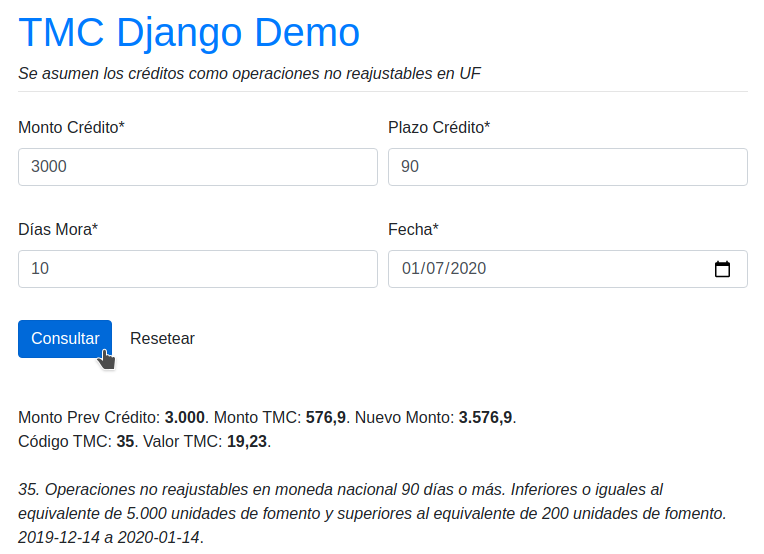 TMC Django Demo
Se asumen los créditos como operaciones no reajustables en UF
Monto Crédito*
Plazo Crédito*
3000
90
Días Mora*
Fecha*
10
01/07/2020
Consultar
Resetear
Monto Prev Crédito: 3.000. Monto TMC: 576,9. Nuevo Monto: 3.576,9.
Código TMC: 35. Valor TMC: 19,23.
35. Operaciones no reajustables en moneda nacional 90 días o más. Inferiores o iguales al
equivalente de 5.000 unidades de fomento y superiores al equivalente de 200 unidades de fomento.
2019-12-14 a 2020-01-14.